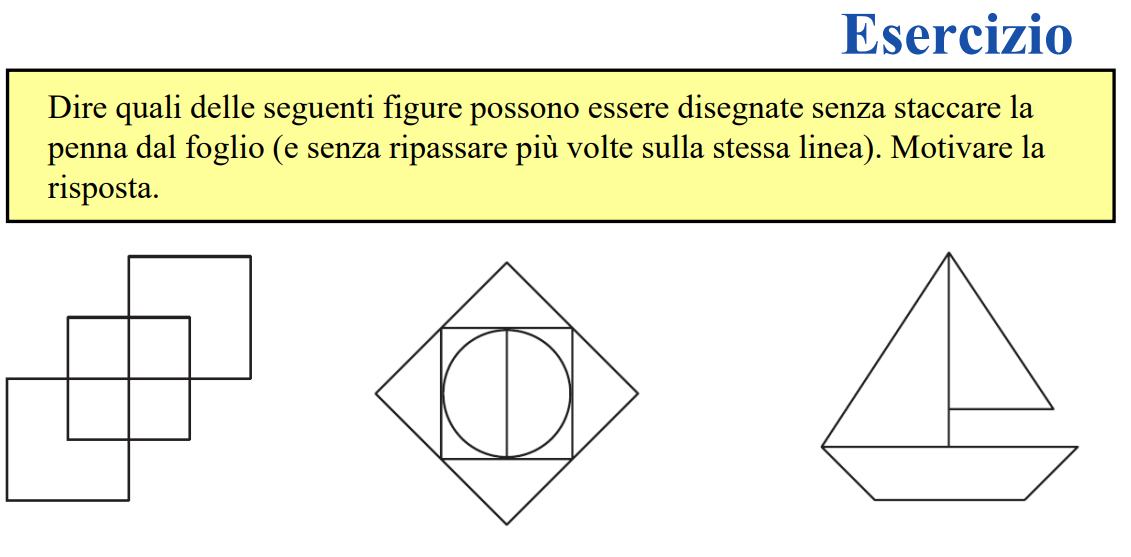 Esercizio
Dire quali delle seguenti figure possono essere disegnate senza staccare la
penna dal foglio (e senza ripassare più volte sulla stessa linea). Motivare la
risposta.